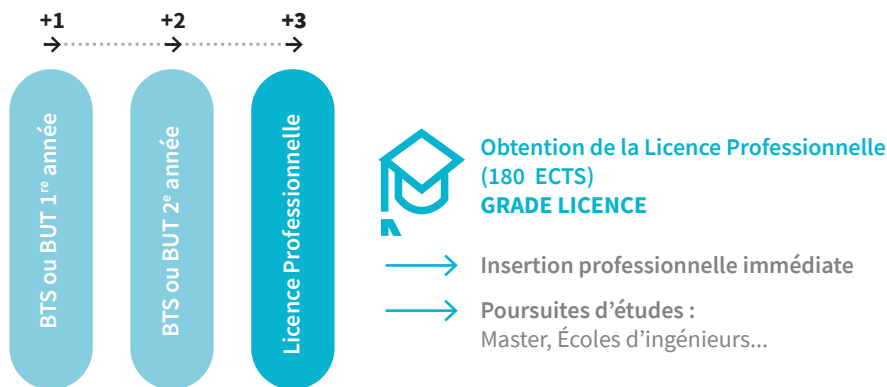 +1 +2 +3
BTS ou BUT 1re année
BTS ou BUT 2e année
Licence Professionnelle
Obtention de la Licence Professionnelle
(180 ECTS)
GRADE LICENCE
Insertion professionnelle immédiate
Poursuites d’études :
Master, Écoles d’ingénieurs...